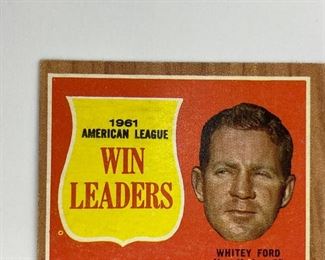 1961
AMERICAN LEAGUE
WIN
LEADERS
WHITEY FORD